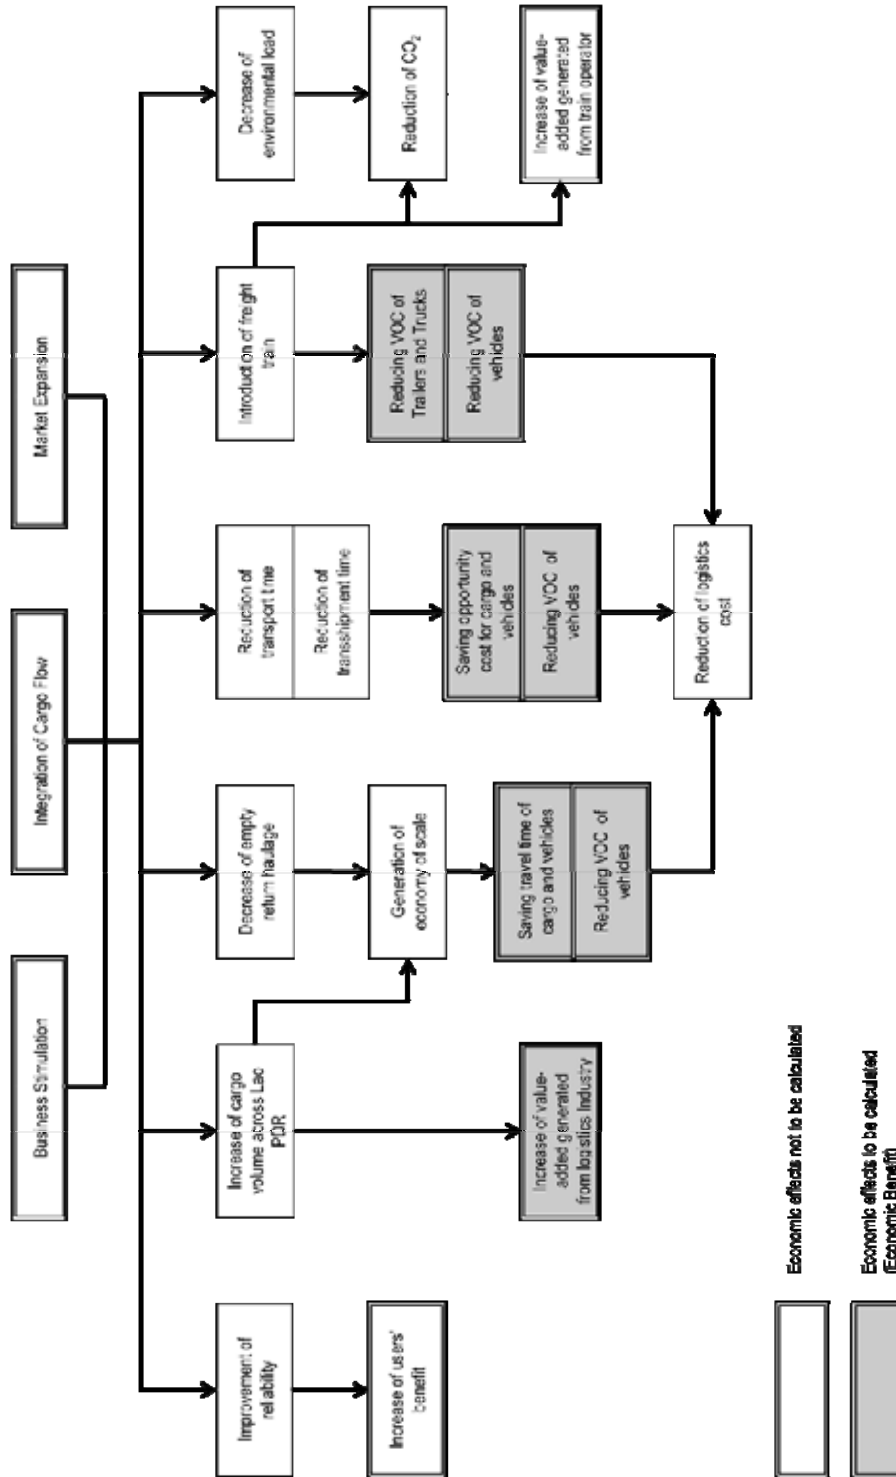 Business Stimulation
Integration of Cargo Flow
Market Expansion
Improvement of
reliability
Increase of cargo
volume across Lao
PDR
Decrease of empty
return haulage
Reduction of
transport time
Reduction of
transshipment time
Introduction of freight
train
Decrease of
environmental load
Increase of users'
benefit
Generation of
economy of scale
Reducing VOC of
Trailers and Trucks
Reducing VOC of
vehicles
Reduction of CO₂
Increase of value-
added generated
from logistics Industry
Saving travel time of
cargo and vehicles
Reducing VOC of
vehicles
Saving opportunity
cost for cargo and
vehicles
Reducing VOC of
vehicles
Increase of value-
added generated
from train operator
Reduction of logistics
cost
Economic effects not to be calculated
Economic effects to be calculated
(Economic Benefit)